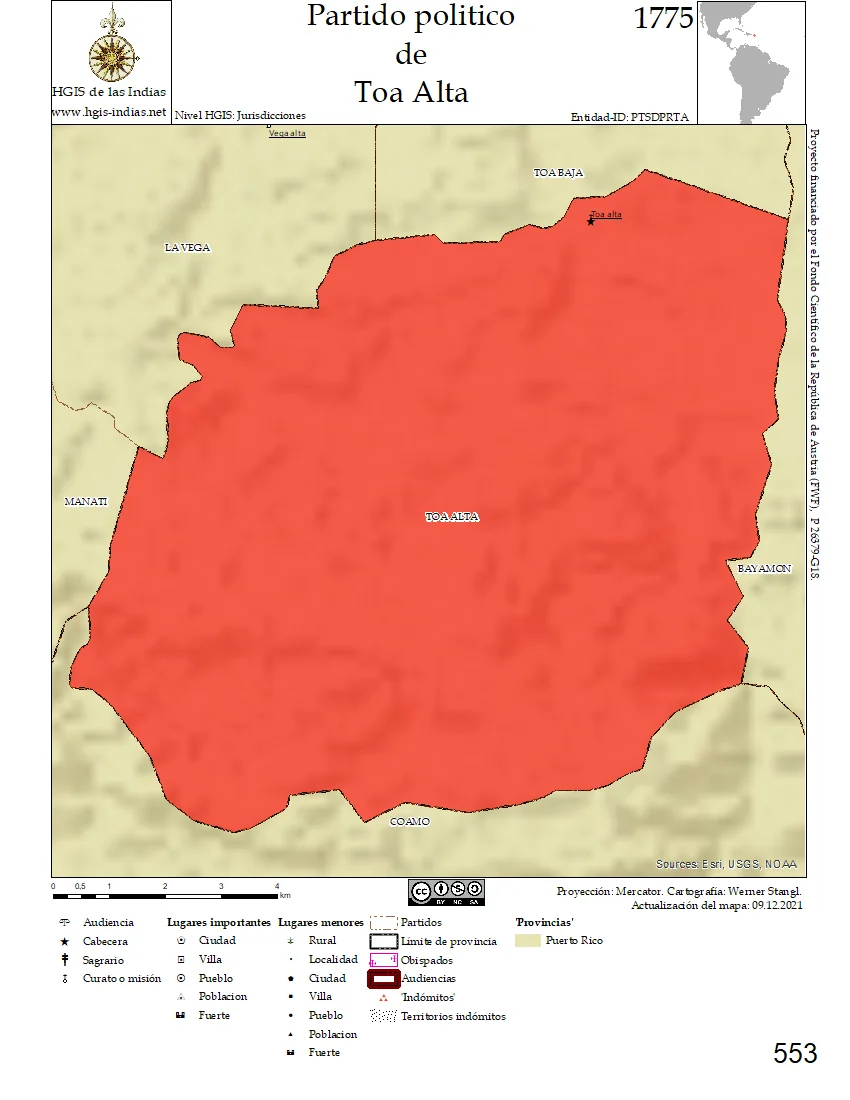 Partido politico
de
Toa Alta
1775
HGIS de las Indias
www.hgis-indias.net
Nivel HGIS: Jurisdicciones
Entidad-ID: PTSDPRTA
Vega alta
TOA BAJA
Toa alta
LA VEGA
MANATI
TOA ALTA
BAYAMON
COAMO
Sources: Esri, USGS, NOAA
Proyecto financiado por el Fondo Científico de la República de Austria (FWF), P 26379-G18.
0 0,5 1 2 3 4
km
CC BY NC SA
Proyección: Mercator. Cartografía: Werner Stangl.
Actualización del mapa: 09.12.2021
Audiencia
Cabecera
Sagrario
Curato o misión
Lugares importantes
Ciudad
Villa
Pueblo
Poblacion
Fuerte
Lugares menores
Rural
Localidad
Ciudad
Villa
Pueblo
Poblacion
Fuerte
Partidos
Límite de provincia
Obispados
Audiencias
'Indómitos'
Territorios indómitos
'Provincias'
Puerto Rico
553